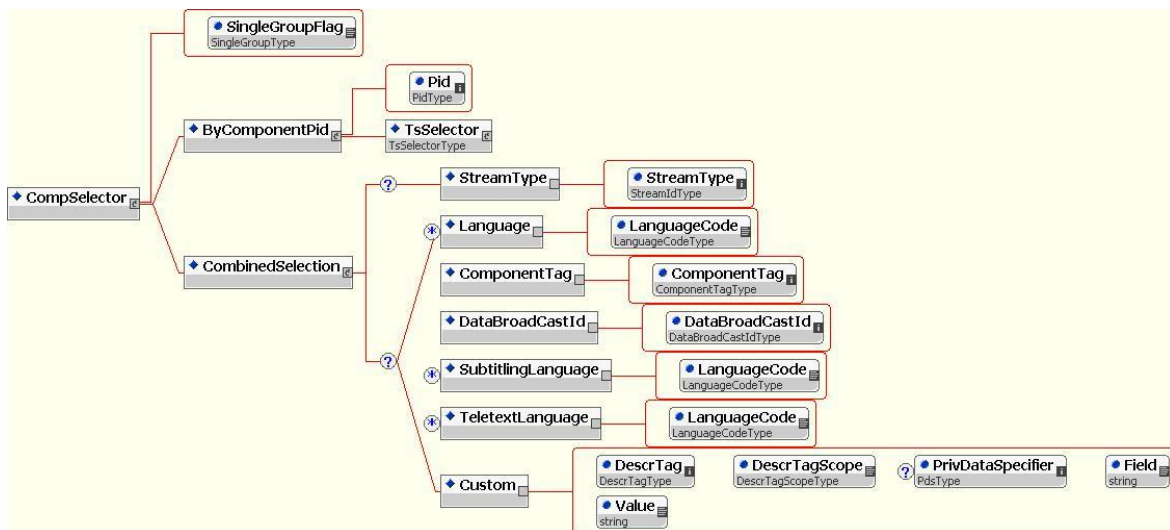 SingleGroupFlag
SingleGroupType
Pid
PidType
ByComponentPid
TsSelector
TsSelectorType
CompSelector
? StreamType
StreamType
StreamIdType
* Language
LanguageCode
LanguageCodeType
CombinedSelection
ComponentTag
ComponentTag
ComponentTagType
DataBroadCastId
DataBroadCastId
DataBroadCastIdType
?
* SubtitlingLanguage
LanguageCode
LanguageCodeType
* TeletextLanguage
LanguageCode
LanguageCodeType
Custom
DescrTag DescrTagScope ? PrivDataSpecifier Field
DescrTagType DescrTagScopeType PdsType string
Value
string